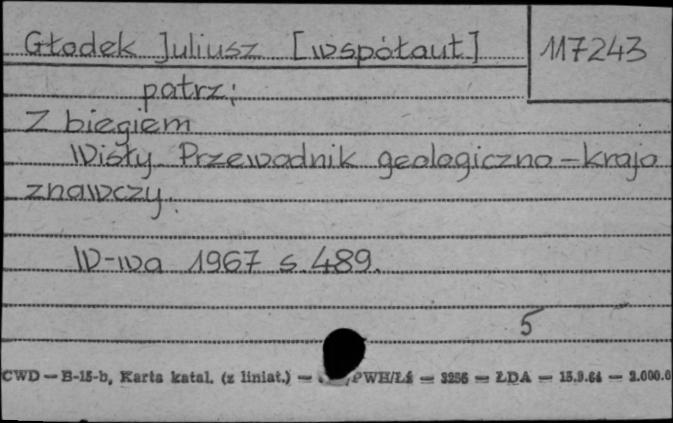 Głodek Juliusz [współaut]
117243
patrz:
Z biegiem
Wisły. Przewodnik geologiczno-krajo
znawczy.
W-wa 1967 s. 489.
5
CWD — B-15-b, Karta katal. (z liniat.) — PWH/Łś — 3256 — ŁDA — 15.9.64 — 2.000.0